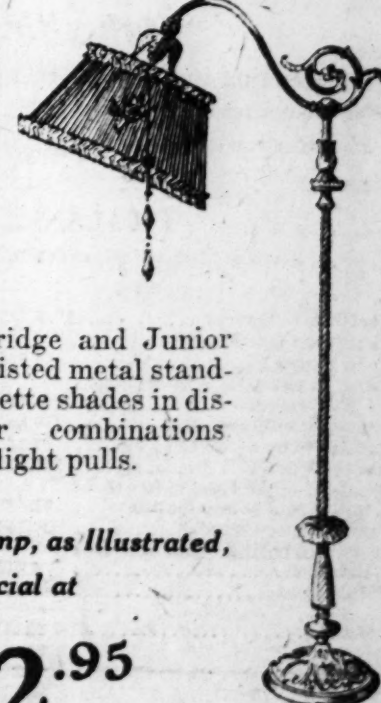 ridge and Junior
isted metal stand-
ette shades in dis-
r combinations
light pulls.
mp, as Illustrated,
cial at
2.95